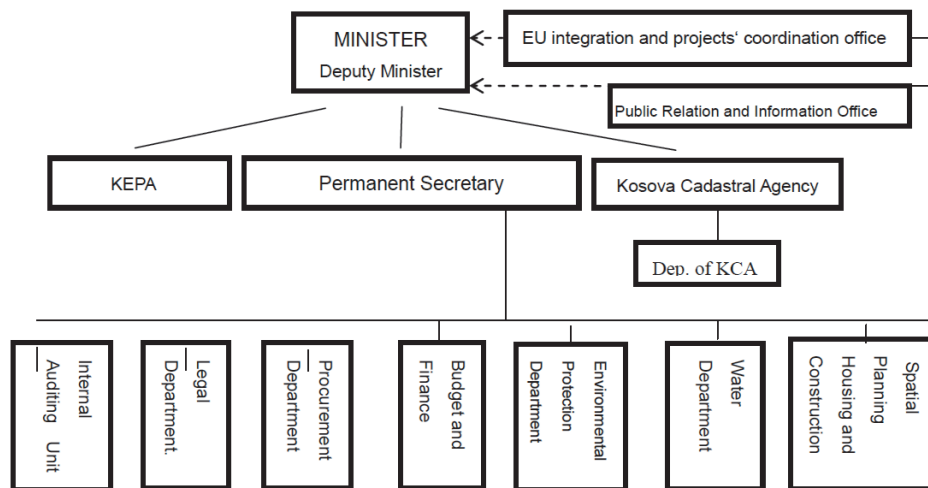 MINISTER
Deputy Minister
EU integration and projects‘ coordination office
Public Relation and Information Office
KEPA
Permanent Secretary
Kosova Cadastral Agency
Dep. of KCA
Internal
Auditing Unit
Legal
Department.
Procurement
Department
Budget and
Finance
Environmental
Protection
Department
Water
Department
Spatial
Planning
Housing and
Construction